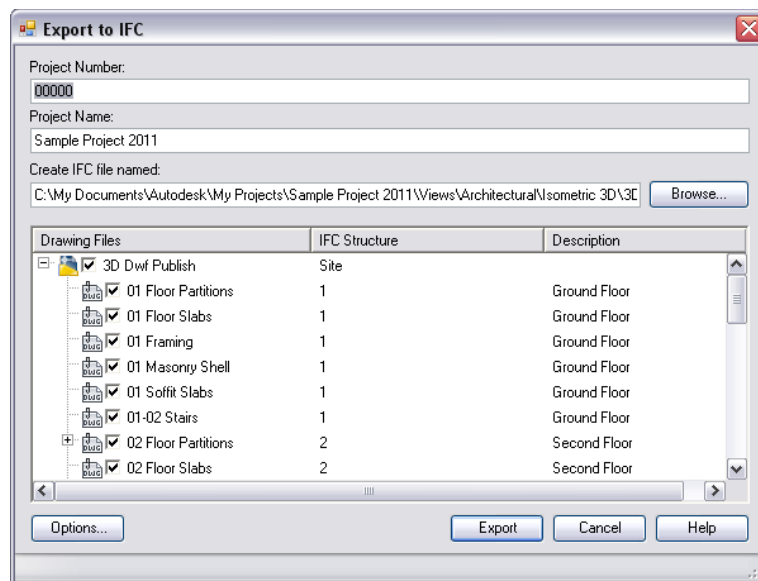 Export to IFC
Project Number:
00000
Project Name:
Sample Project 2011
Create IFC file named:
C:\My Documents\Autodesk\My Projects\Sample Project 2011\Views\Architectural\Isometric 3D\3D Browse...
Drawing Files IFC Structure Description
3D Dwf Publish Site
01 Floor Partitions 1 Ground Floor
01 Floor Slabs 1 Ground Floor
01 Framing 1 Ground Floor
01 Masonry Shell 1 Ground Floor
01 Soffit Slabs 1 Ground Floor
01-02 Stairs 1 Ground Floor
02 Floor Partitions 2 Second Floor
02 Floor Slabs 2 Second Floor
Options... Export Cancel Help